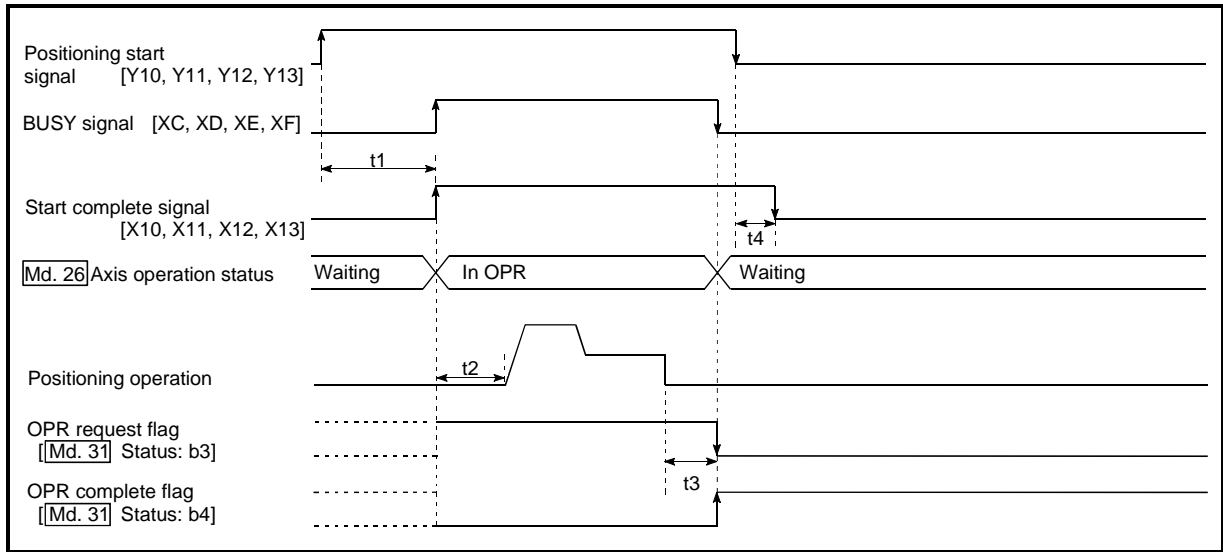 Positioning start
signal [Y10, Y11, Y12, Y13]
BUSY signal [XC, XD, XE, XF]
t1
Start complete signal
[X10, X11, X12, X13]
t4
Md. 26 Axis operation status
Waiting
In OPR
Waiting
t2
Positioning operation
OPR request flag
[Md. 31 Status: b3]
t3
OPR complete flag
[Md. 31 Status: b4]